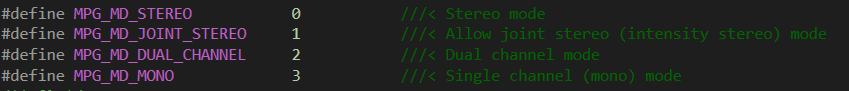 #define MPG_MD_STEREO 0 ///< Stereo mode
#define MPG_MD_JOINT_STEREO 1 ///< Allow joint stereo (intensity stereo) mode
#define MPG_MD_DUAL_CHANNEL 2 ///< Dual channel mode
#define MPG_MD_MONO 3 ///< Single channel (mono) mode